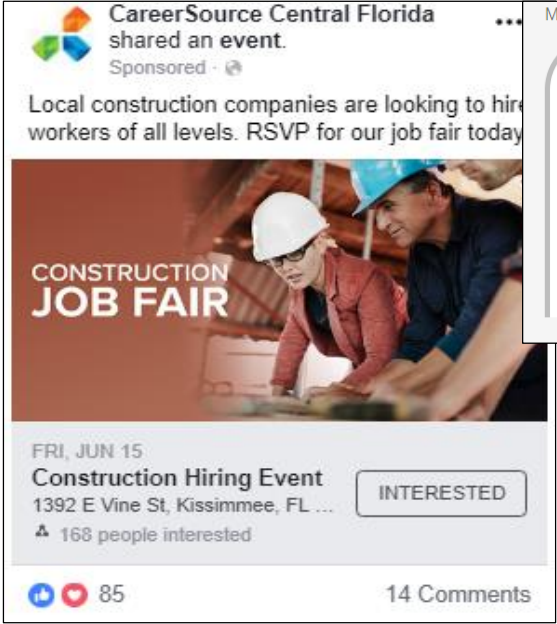 CareerSource Central Florida
shared an event.
Sponsored ·
Local construction companies are looking to hire
workers of all levels. RSVP for our job fair today
CONSTRUCTION
JOB FAIR
FRI, JUN 15
Construction Hiring Event
1392 E Vine St, Kissimmee, FL ...
INTERESTED
168 people interested
85
14 Comments